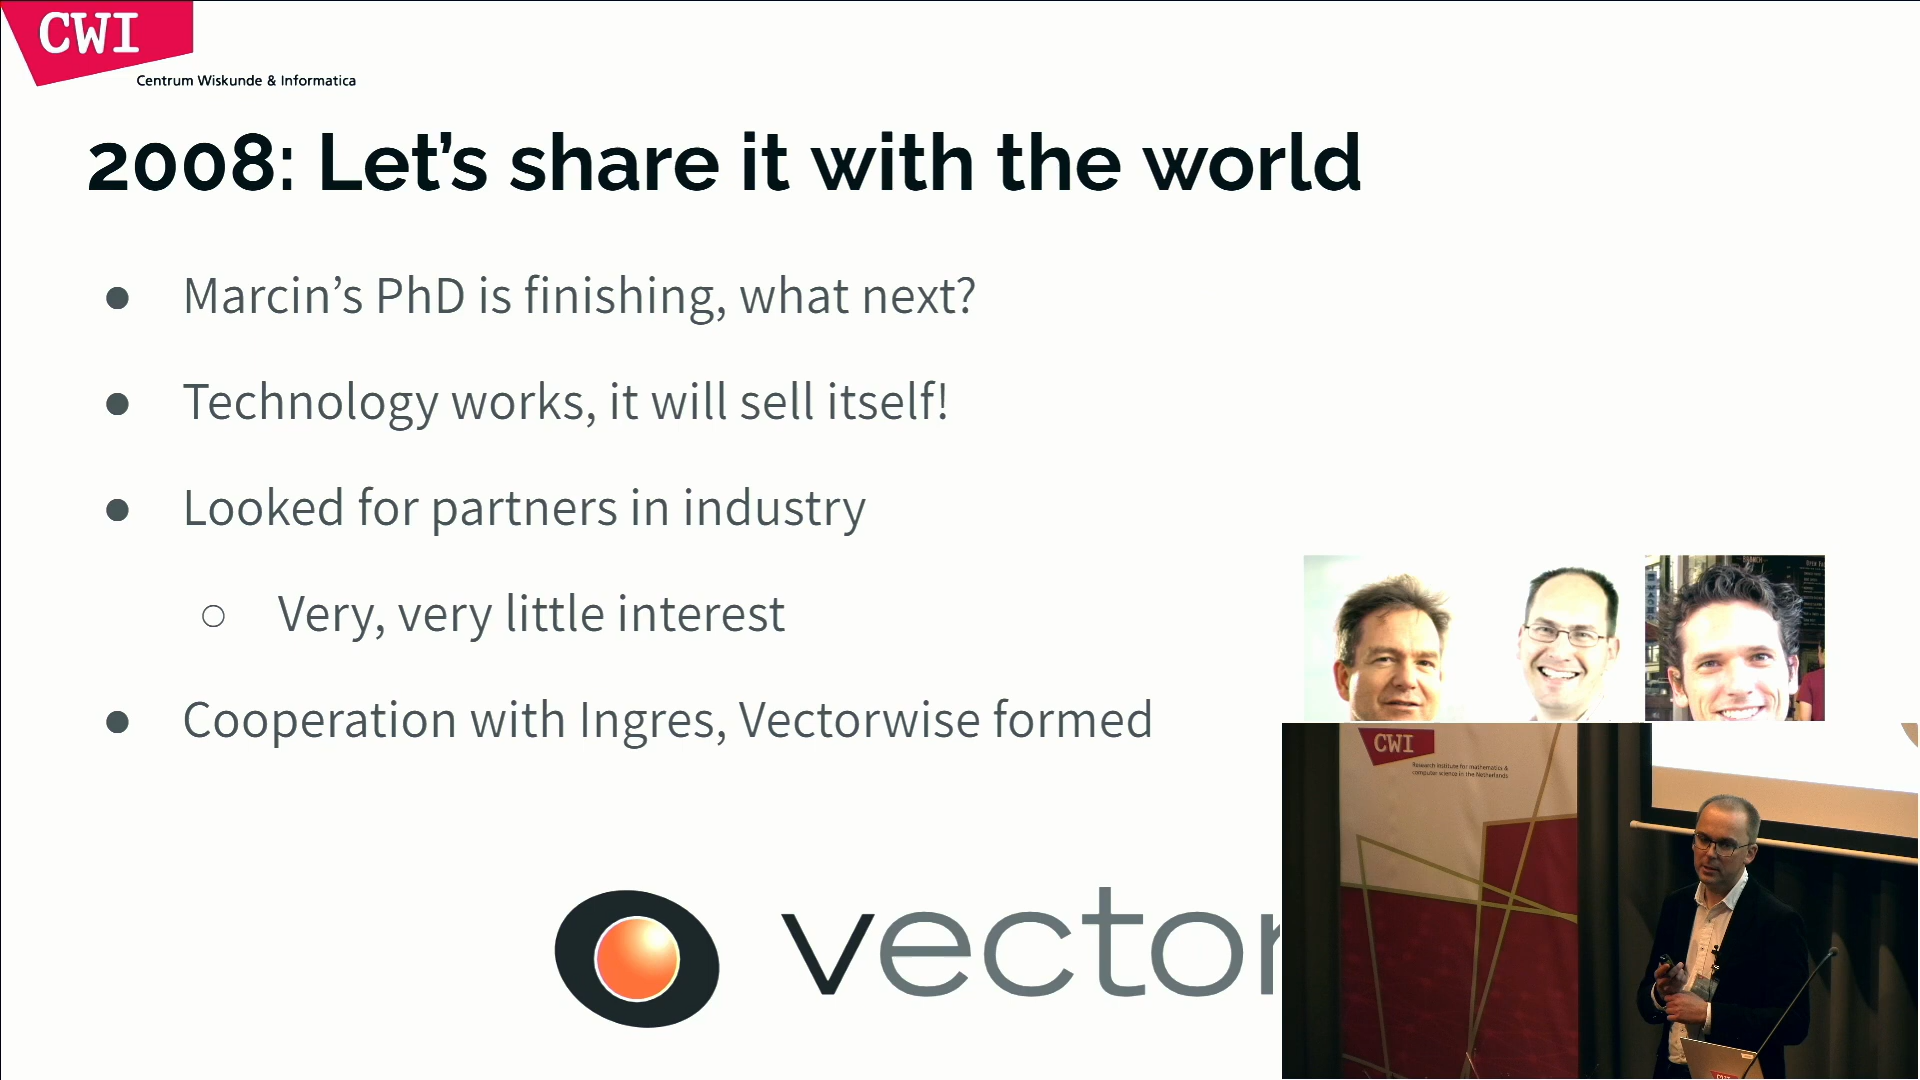 CWI
Centrum Wiskunde & Informatica
2008: Let’s share it with the world
● Marcin’s PhD is finishing, what next?
● Technology works, it will sell itself!
● Looked for partners in industry
○ Very, very little interest
● Cooperation with Ingres, Vectorwise formed
vector
CWI
Research institute for mathematics &
computer science in the Netherlands